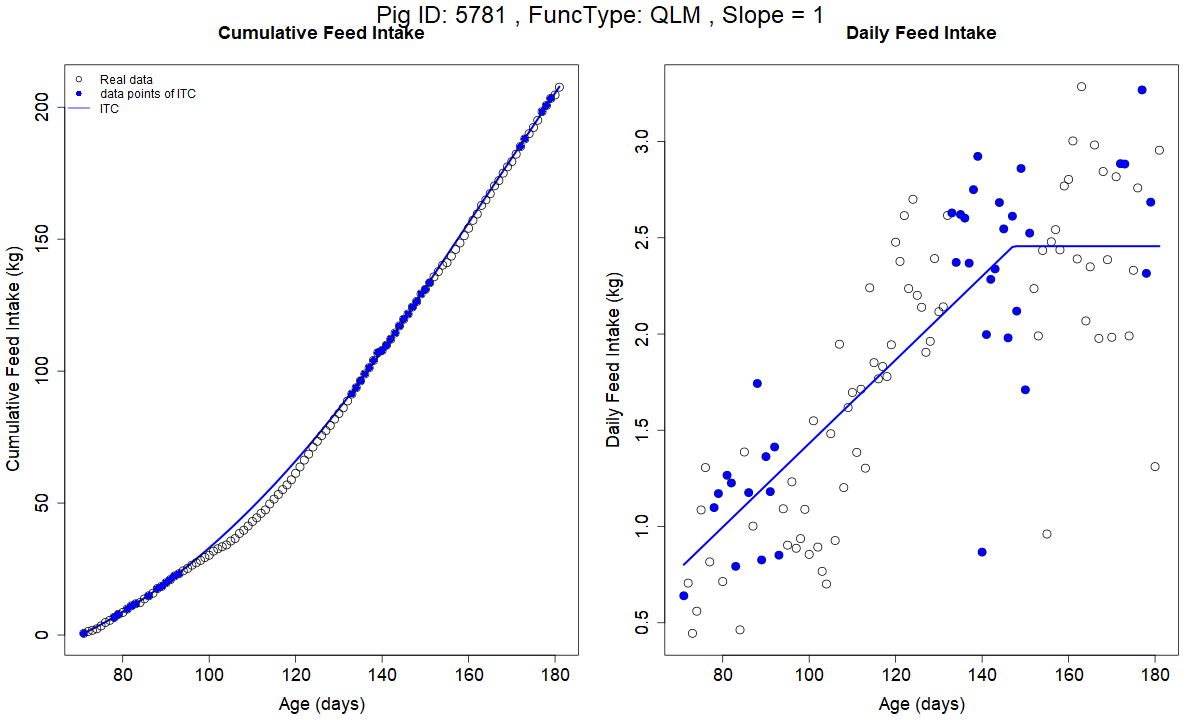 Pig ID: 5781 , FuncType: QLM , Slope = 1
Cumulative Feed Intake
Daily Feed Intake
Real data
data points of ITC
ITC
Cumulative Feed Intake (kg)
0
50
100
150
200
80
100
120
140
160
180
Age (days)
Daily Feed Intake (kg)
0.5
1.0
1.5
2.0
2.5
3.0
80
100
120
140
160
180
Age (days)